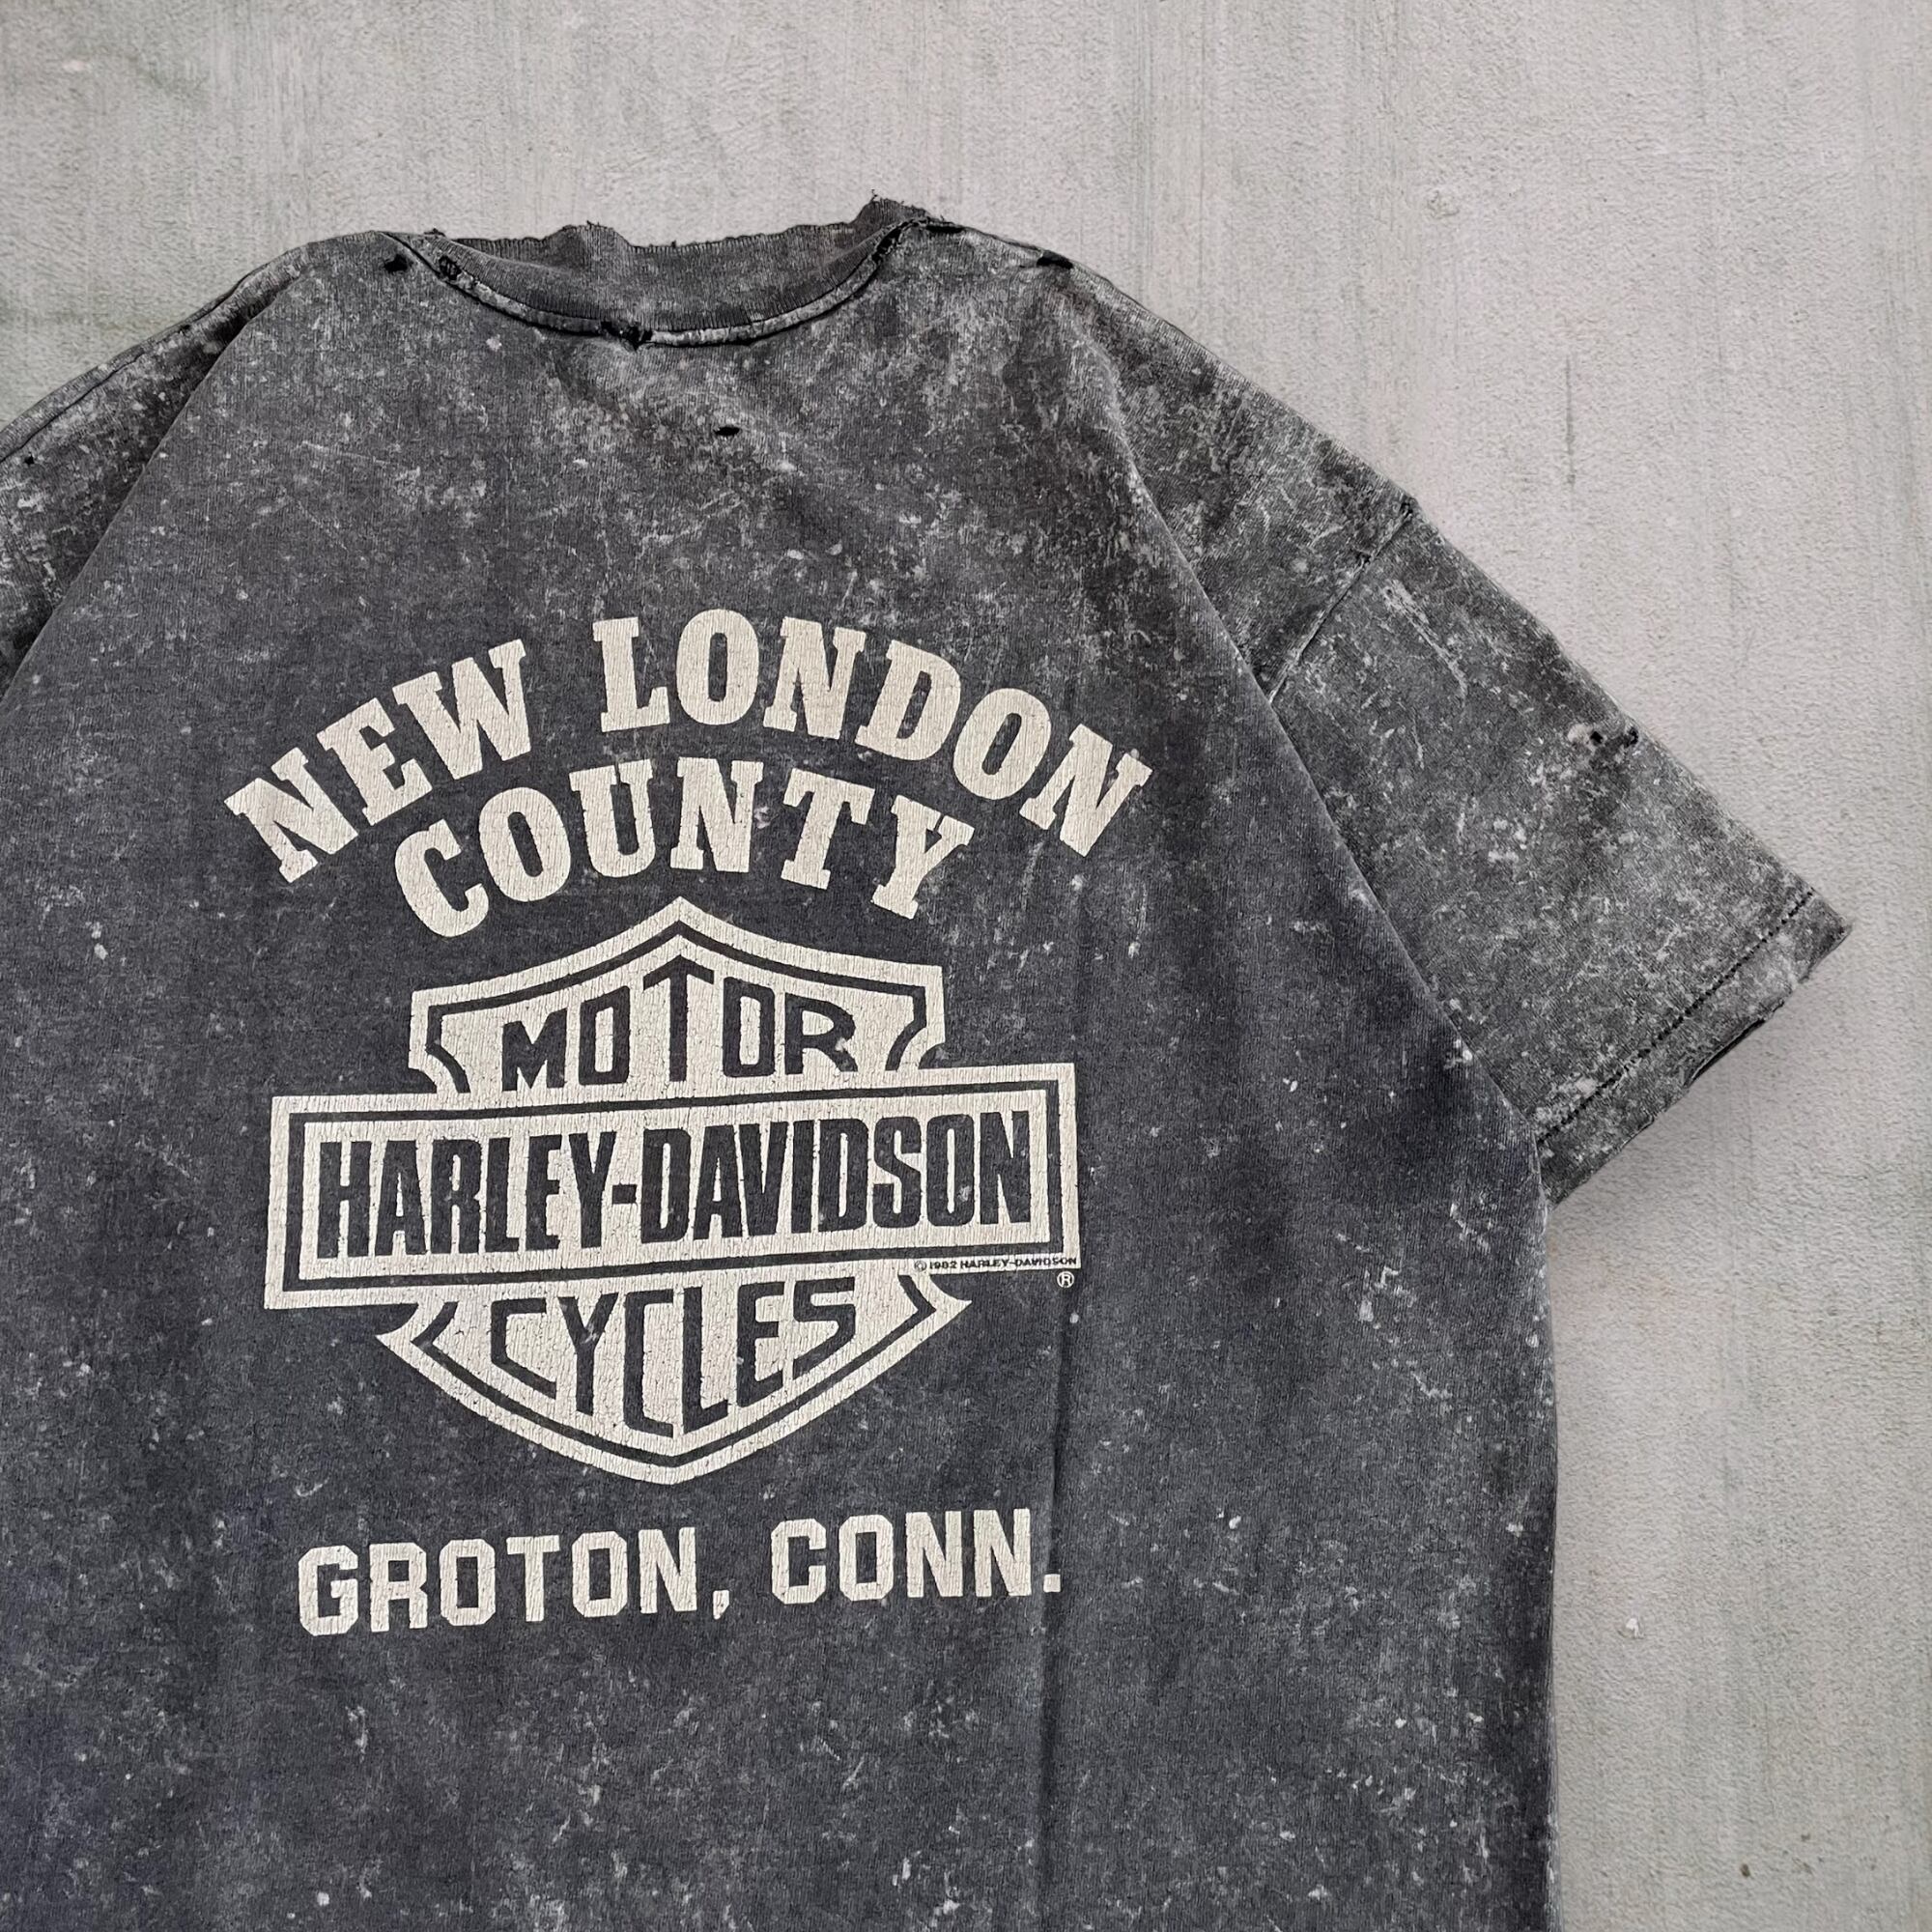 NEW LONDON
COUNTY
MOTOR
HARLEY-DAVIDSON
© 1982 HARLEY-DAVIDSON
®
CYCLES
GROTON, CONN.